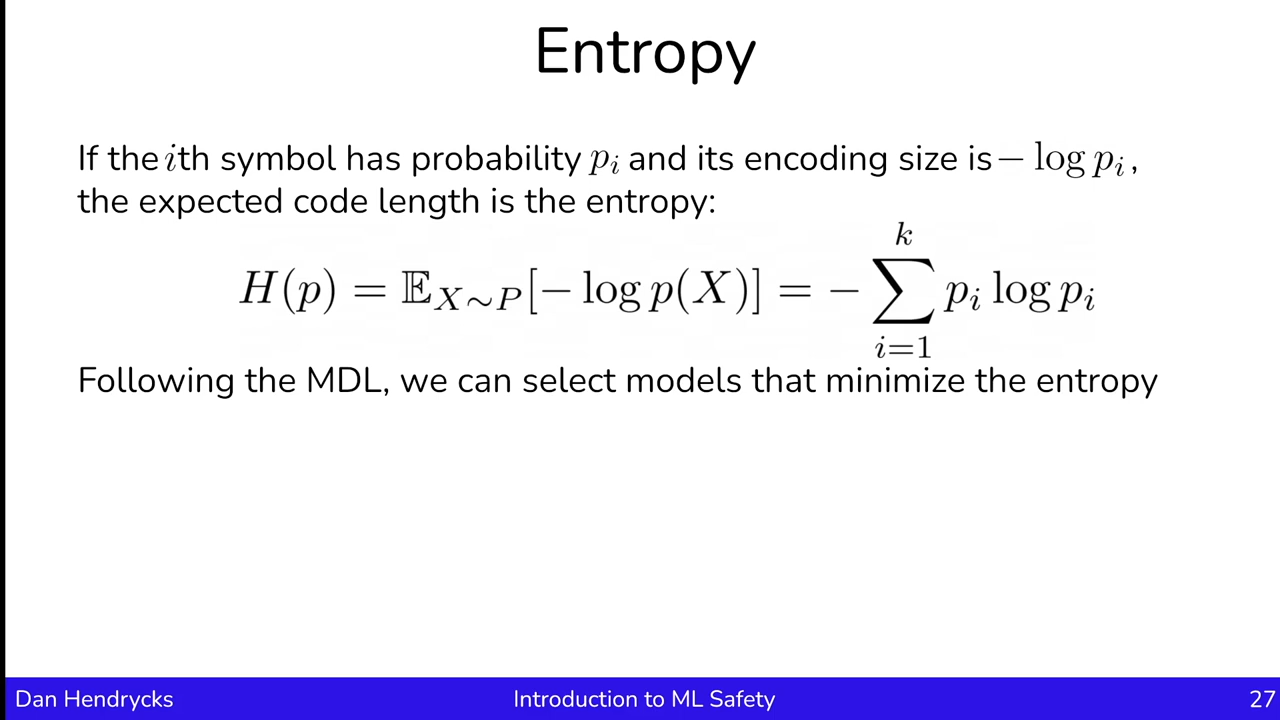 Entropy
If the ith symbol has probability p_i and its encoding size is − log p_i,
the expected code length is the entropy:
H(p) = 𝔼_{X∼P}[− log p(X)] = − ∑_{i=1}^{k} p_i log p_i
Following the MDL, we can select models that minimize the entropy
Dan Hendrycks Introduction to ML Safety 27